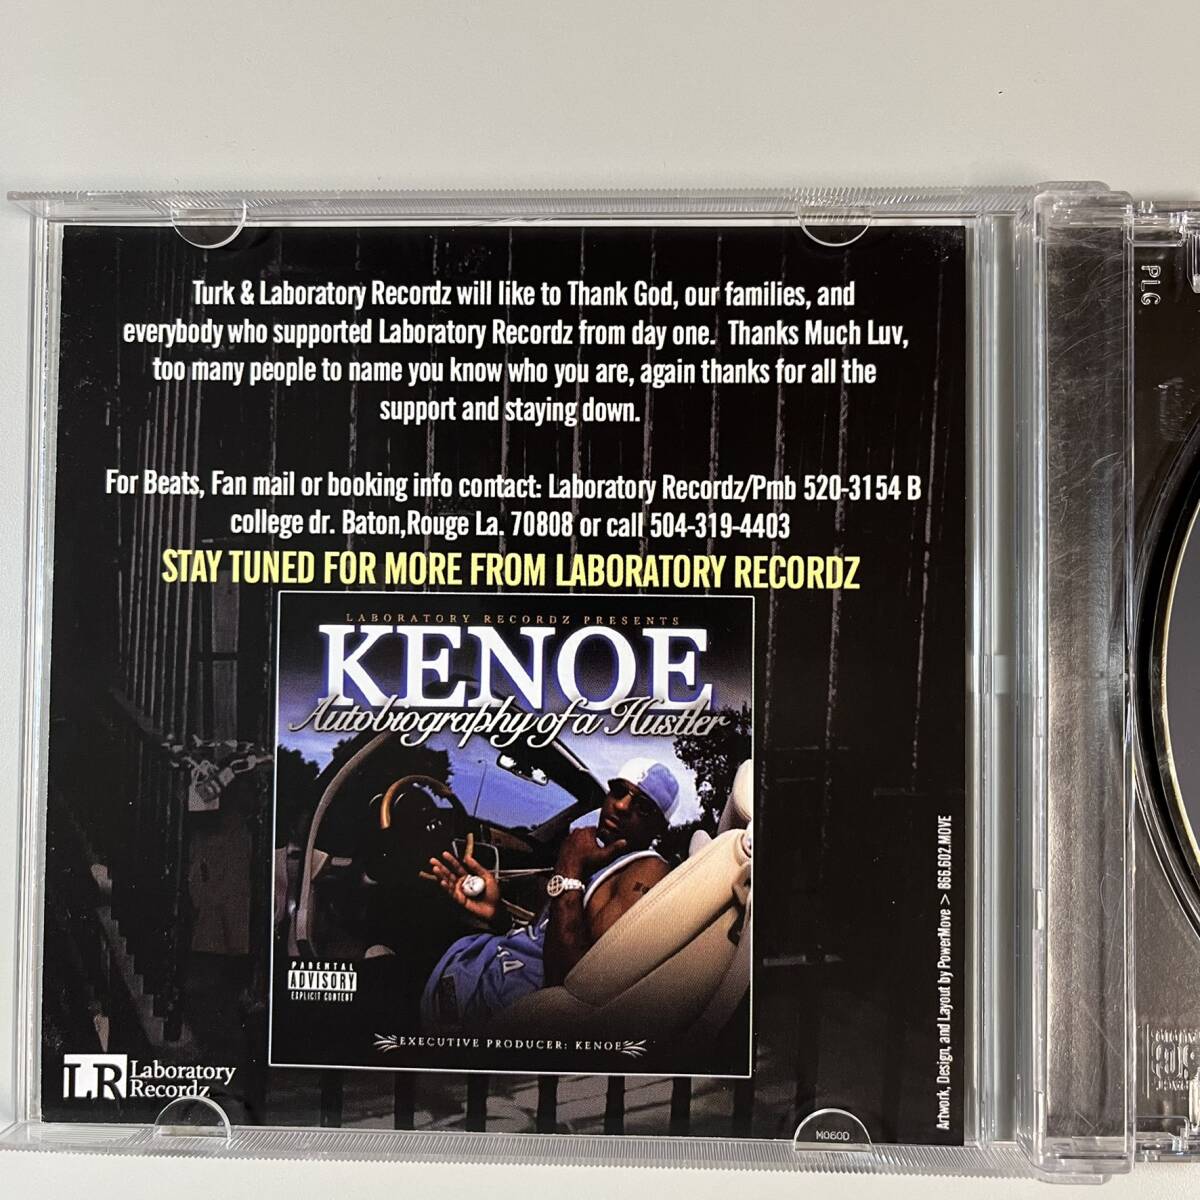 Turk & Laboratory Recordz will like to Thank God, our families, and
everybody who supported Laboratory Recordz from day one. Thanks Much Luv,
too many people to name you know who you are, again thanks for all the
support and staying down.
For Beats, Fan mail or booking info contact: Laboratory Recordz/Pmb 520-3154 B
college dr. Baton,Rouge La. 70808 or call 504-319-4403
STAY TUNED FOR MORE FROM LABORATORY RECORDZ
LABORATORY RECORDZ PRESENTS
KENOE
Autobiography of a Hustler
PARENTAL
ADVISORY
EXPLICIT CONTENT
EXECUTIVE PRODUCER: KENOE
LR Laboratory
Recordz
Artwork, Design, and Layout by PowerMove > 866.602.MOVE
M060D
PLG